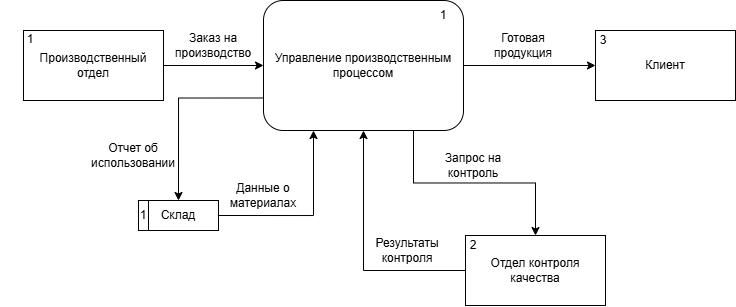 1
Производственный
отдел
Заказ на
производство
1
Управление производственным
процессом
Готовая
продукция
3
Клиент
Отчет об
использовании
1
Склад
Данные о
материалах
Запрос на
контроль
Результаты
контроля
2
Отдел контроля
качества